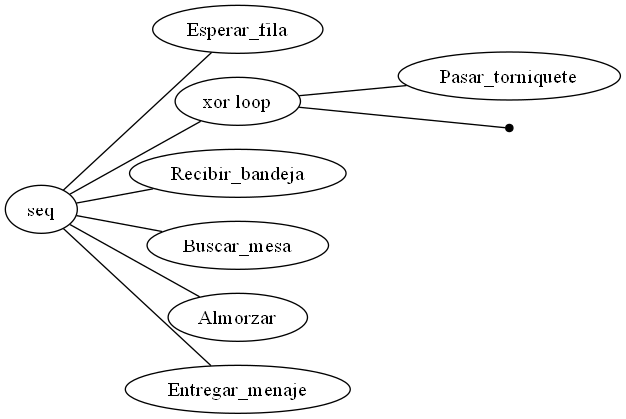 Esperar_fila
xor loop
Pasar_torniquete
Recibir_bandeja
seq
Buscar_mesa
Almorzar
Entregar_menaje